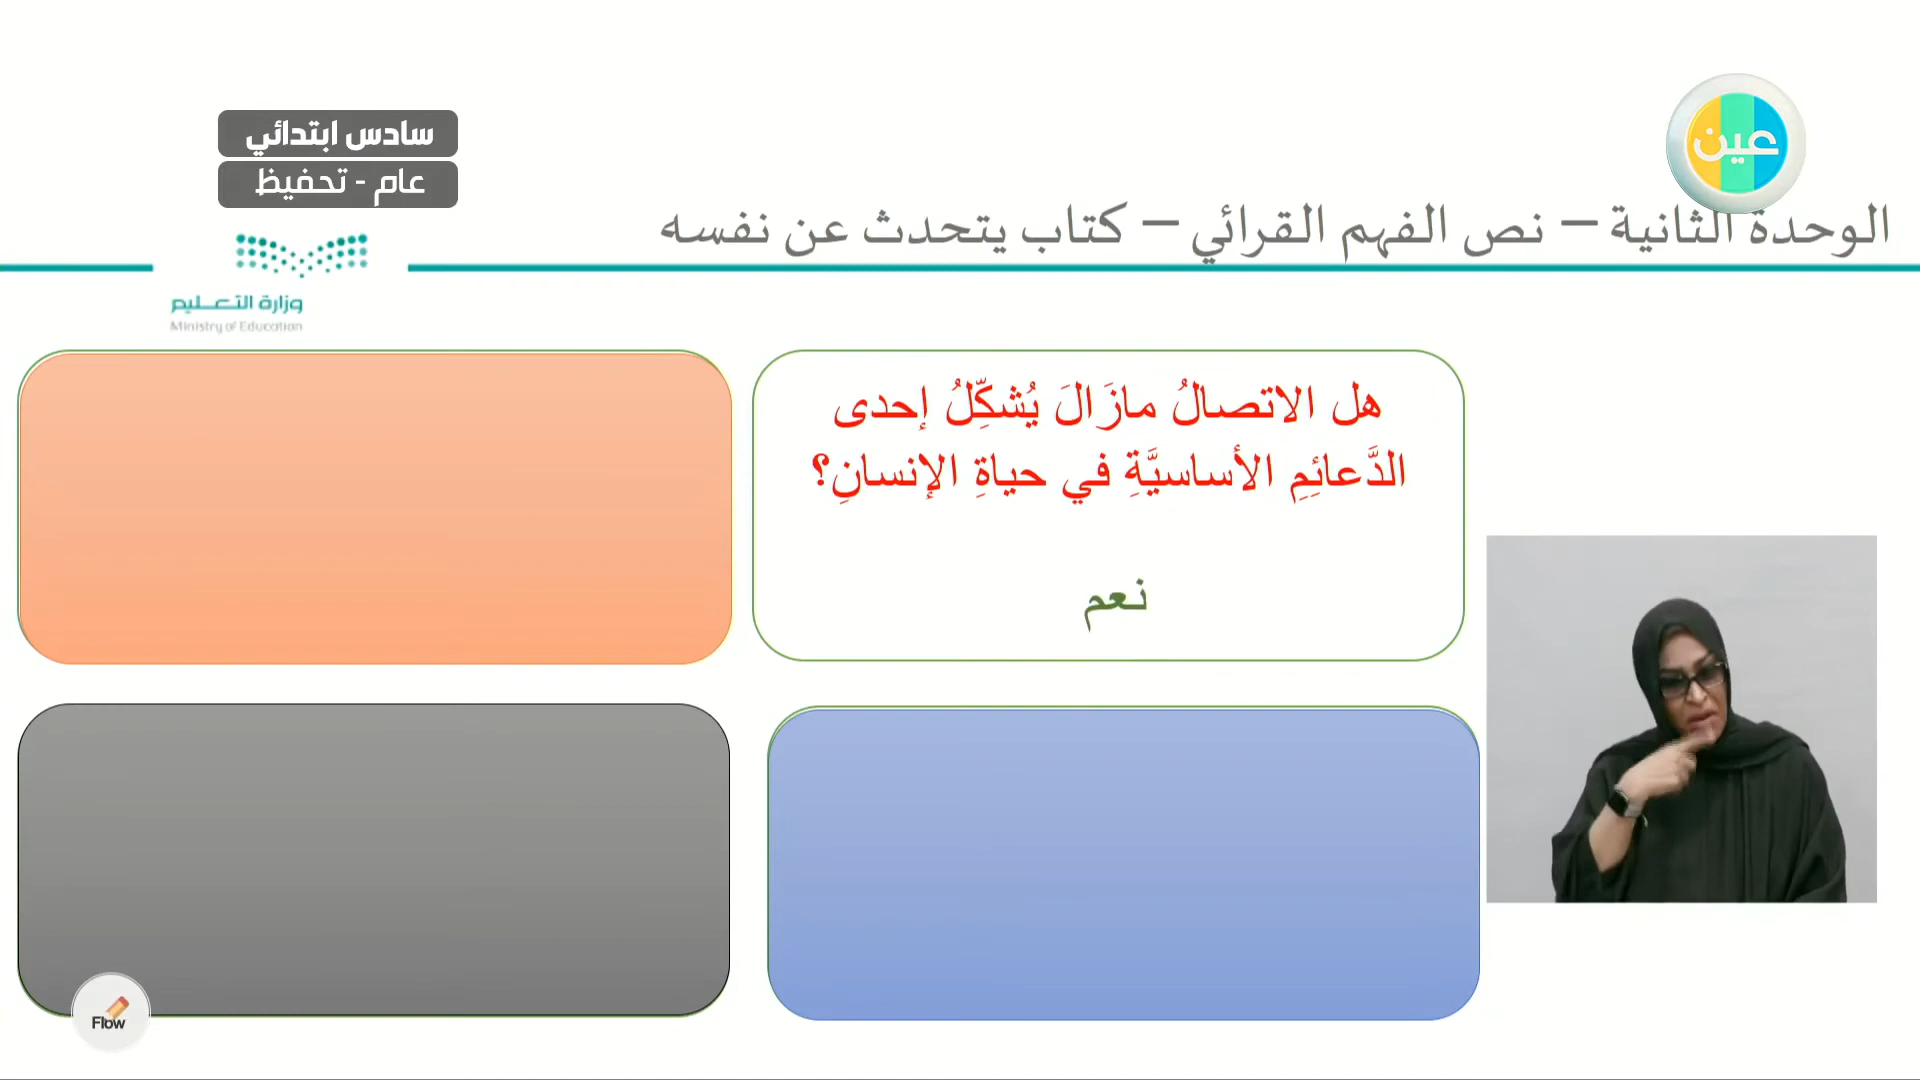 عين
سادس ابتدائي
عام - تحفيظ
الوحدة الثانية – نص الفهم القرائي – كتاب يتحدث عن نفسه
وزارة التعليم
Ministry of Education
هل الاتصالُ مازَالَ يُشكِّلُ إحدى
الدَّعائِمِ الأساسيَّةِ في حياةِ الإنسانِ؟
نعم
Flow